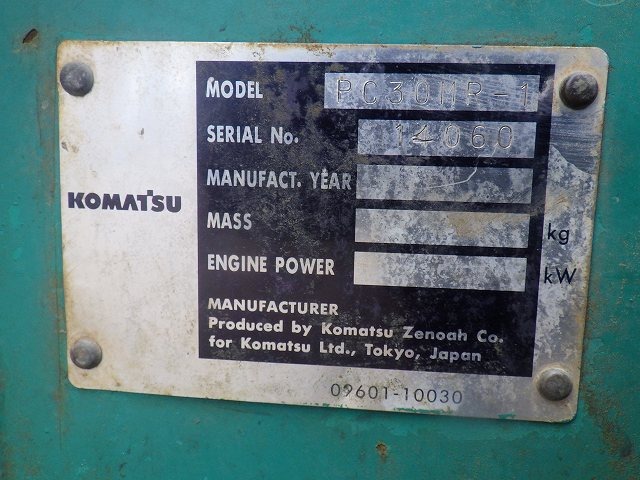 MODEL PC30MR-1
SERIAL No. 14060
MANUFACT. YEAR
KOMATSU
MASS kg
ENGINE POWER kW
MANUFACTURER
Produced by Komatsu Zenoah Co.
for Komatsu Ltd., Tokyo, Japan
09601-10030